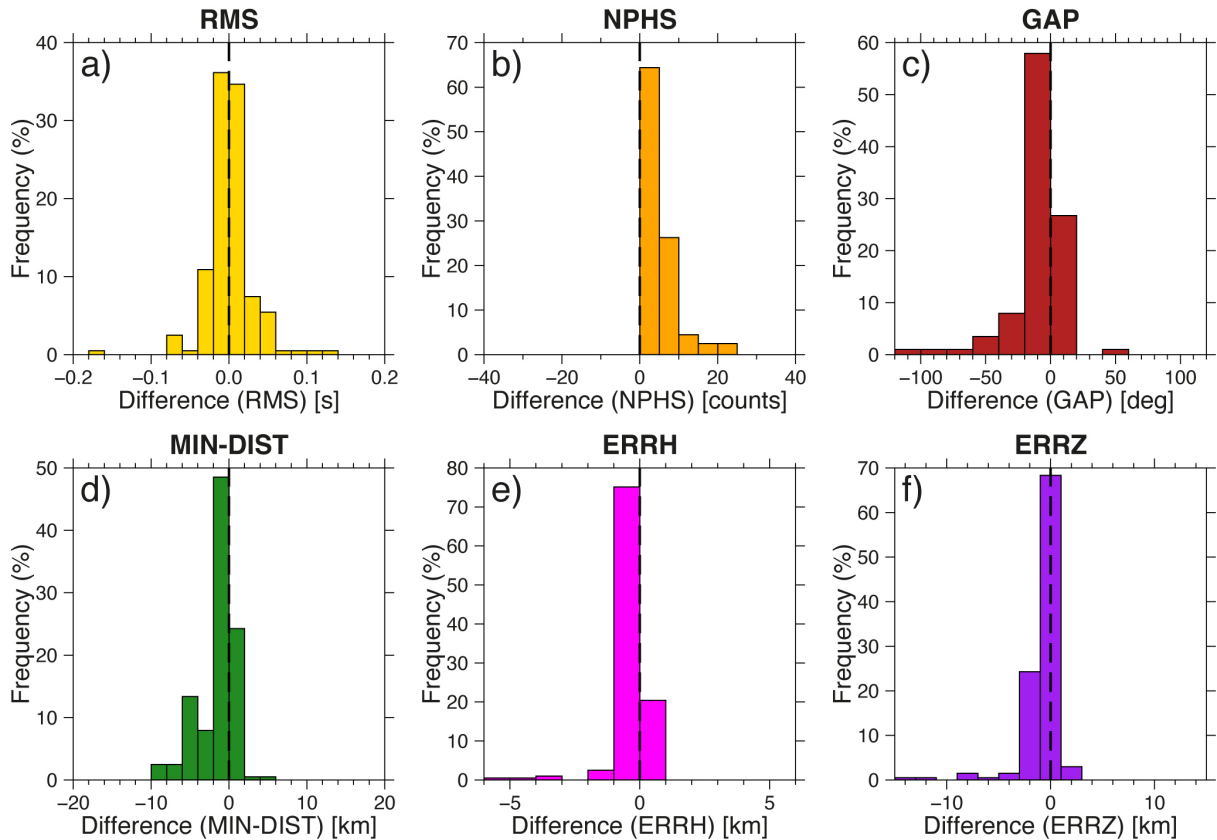 RMS
a)
Frequency (%)
0
10
20
30
40
−0.2 −0.1 0.0 0.1 0.2
Difference (RMS) [s]
NPHS
b)
Frequency (%)
0
10
20
30
40
50
60
70
−40 −20 0 20 40
Difference (NPHS) [counts]
GAP
c)
Frequency (%)
0
10
20
30
40
50
60
−100 −50 0 50 100
Difference (GAP) [deg]
MIN-DIST
d)
Frequency (%)
0
10
20
30
40
50
−20 −10 0 10 20
Difference (MIN-DIST) [km]
ERRH
e)
Frequency (%)
0
10
20
30
40
50
60
70
80
−5 0 5
Difference (ERRH) [km]
ERRZ
f)
Frequency (%)
0
10
20
30
40
50
60
70
−10 0 10
Difference (ERRZ) [km]